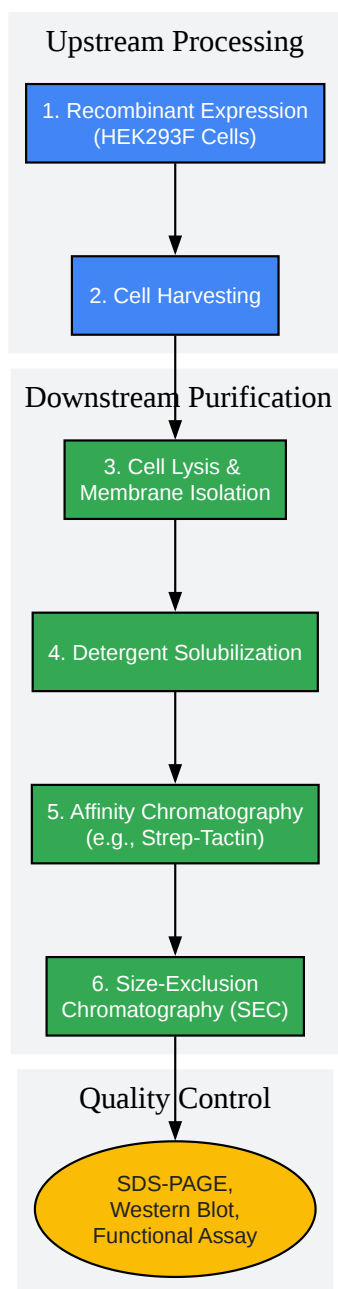 Upstream Processing
1. Recombinant Expression
(HEK293F Cells)
2. Cell Harvesting
Downstream Purification
3. Cell Lysis &
Membrane Isolation
4. Detergent Solubilization
5. Affinity Chromatography
(e.g., Strep-Tactin)
6. Size-Exclusion
Chromatography (SEC)
Quality Control
SDS-PAGE,
Western Blot,
Functional Assay